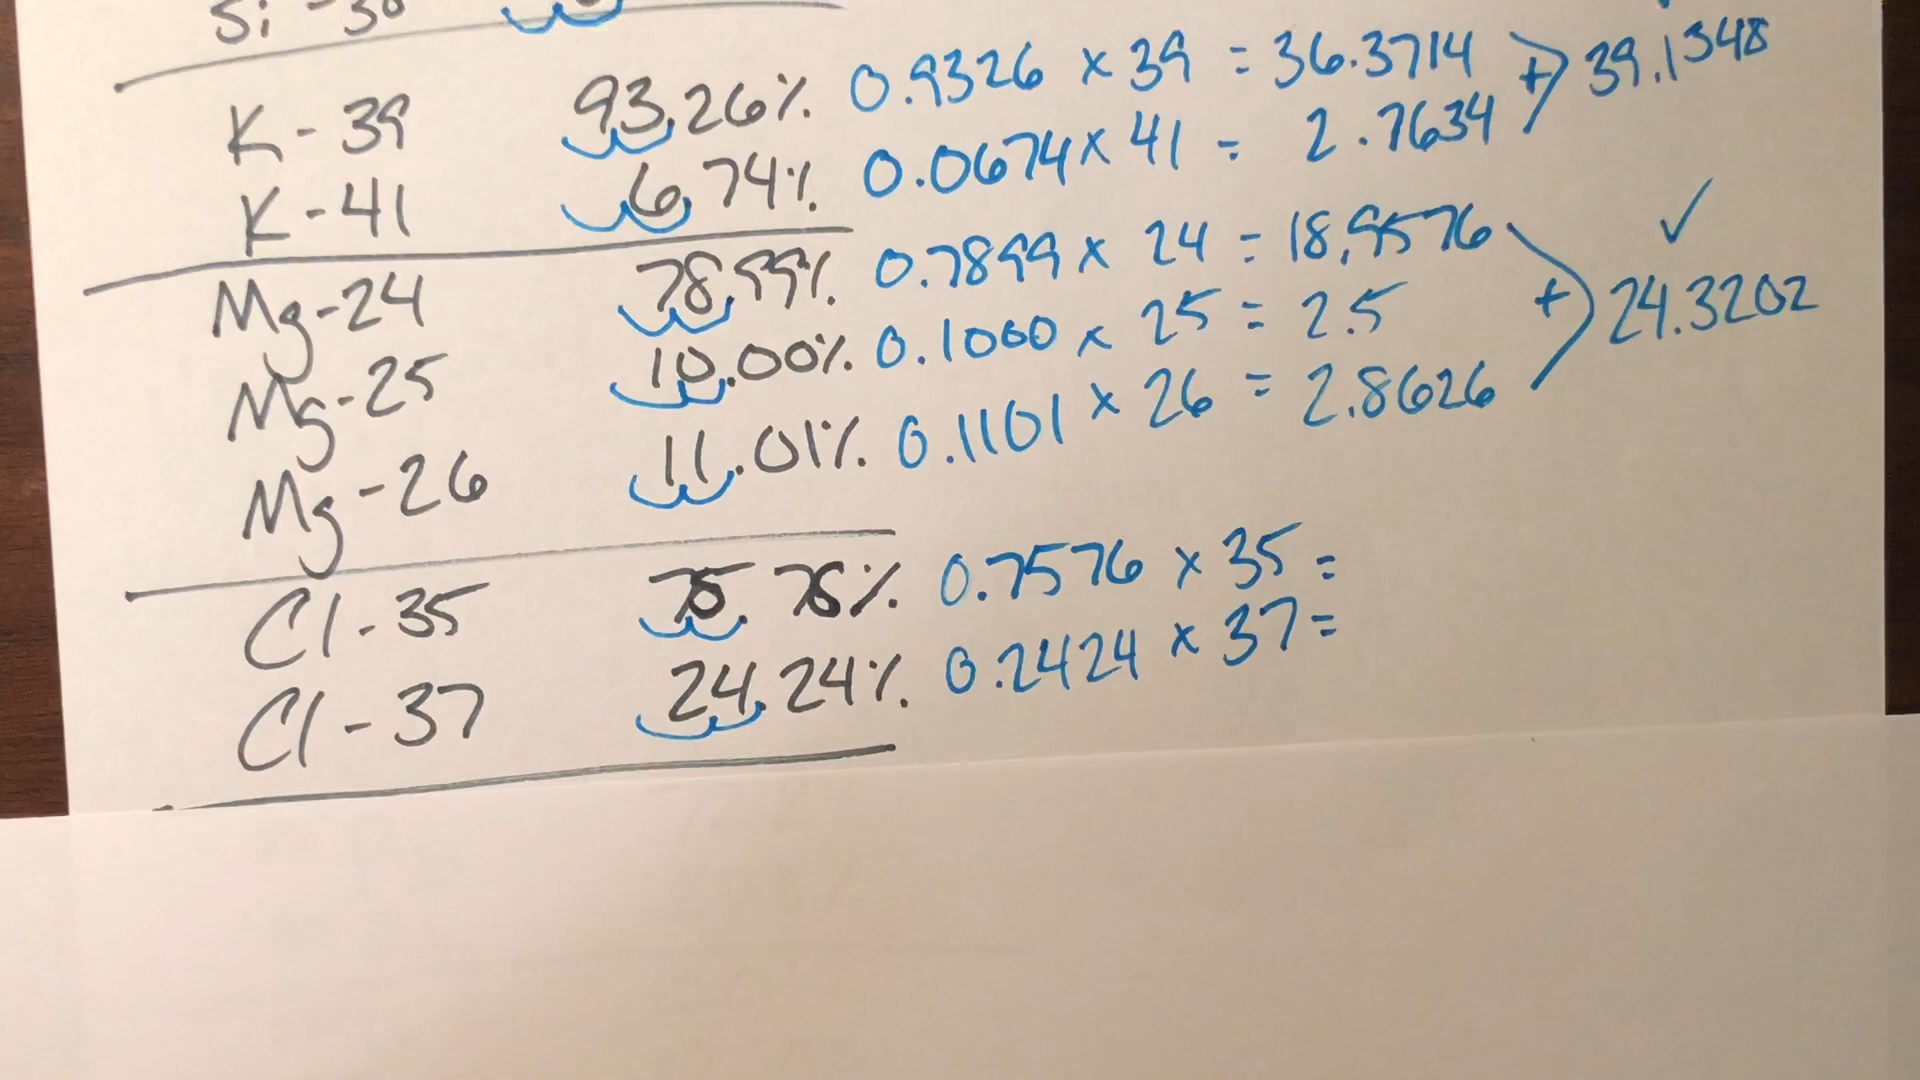 Si - 30
K - 39 93.26% 0.9326 x 39 = 36.3714
+ 39.1348
K - 41 6.74% 0.0674 x 41 = 2.7634
Mg - 24 78.99% 0.7899 x 24 = 18.9576
✓
Mg - 25 10.00% 0.1000 x 25 = 2.5
+ 24.3202
Mg - 26 11.01% 0.1101 x 26 = 2.8626
Cl - 35 75.76% 0.7576 x 35 =
Cl - 37 24.24% 0.2424 x 37 =